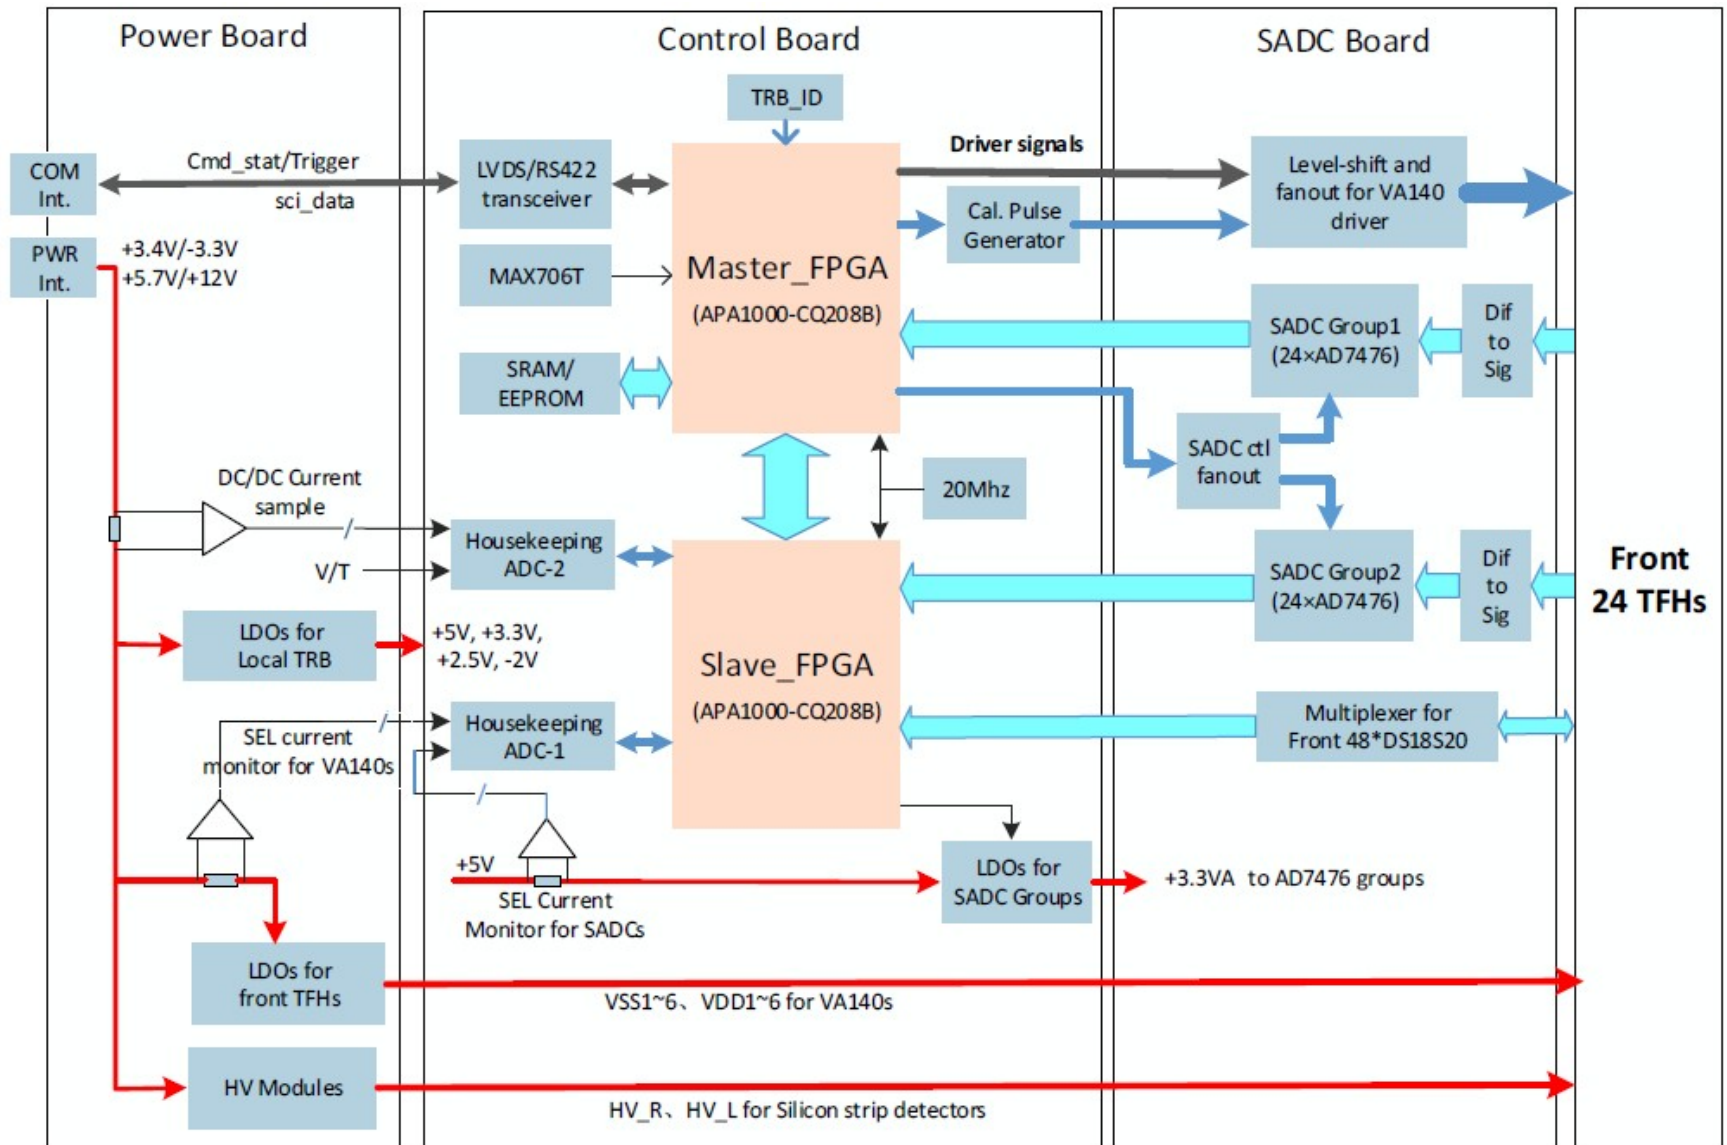 Power Board
Control Board
SADC Board
TRB_ID
COM
Int.
Cmd_stat/Trigger
sci_data
LVDS/RS422
transceiver
Driver signals
Level-shift and
fanout for VA140
driver
Cal. Pulse
Generator
PWR
Int.
+3.4V/-3.3V
+5.7V/+12V
MAX706T
Master_FPGA
(APA1000-CQ208B)
SADC Group1
(24×AD7476)
Dif
to
Sig
SRAM/
EEPROM
SADC ctl
fanout
20Mhz
DC/DC Current
sample
V/T
Housekeeping
ADC-2
SADC Group2
(24×AD7476)
Dif
to
Sig
Front
24 TFHs
LDOs for
Local TRB
+5V, +3.3V,
+2.5V, -2V
Slave_FPGA
(APA1000-CQ208B)
SEL current
monitor for VA140s
Housekeeping
ADC-1
Multiplexer for
Front 48*DS18S20
+5V
SEL Current
Monitor for SADCs
LDOs for
SADC Groups
+3.3VA to AD7476 groups
LDOs for
front TFHs
VSS1~6、VDD1~6 for VA140s
HV Modules
HV_R、HV_L for Silicon strip detectors